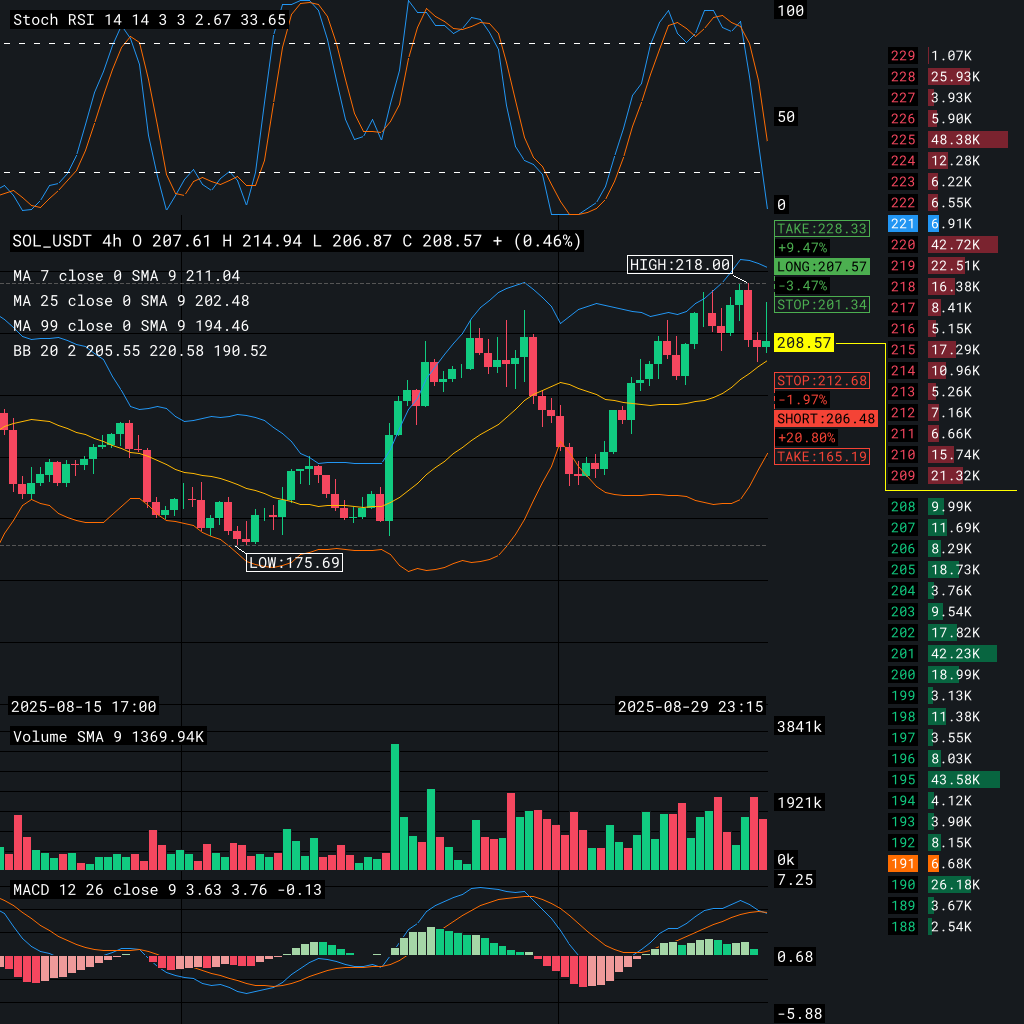 Stoch RSI 14 14 3 3 2.67 33.65
100
50
0
SOL_USDT 4h O 207.61 H 214.94 L 206.87 C 208.57 + (0.46%)
MA 7 close 0 SMA 9 211.04
MA 25 close 0 SMA 9 202.48
MA 99 close 0 SMA 9 194.46
BB 20 2 205.55 220.58 190.52
HIGH:218.00
LOW:175.69
TAKE:228.33
+9.47%
LONG:207.57
-3.47%
STOP:201.34
208.57
STOP:212.68
-1.97%
SHORT:206.48
+20.80%
TAKE:165.19
2025-08-15 17:00
2025-08-29 23:15
Volume SMA 9 1369.94K
3841k
1921k
0k
MACD 12 26 close 9 3.63 3.76 -0.13
7.25
0.68
-5.88
229 1.07K
228 25.93K
227 3.93K
226 5.90K
225 48.38K
224 12.28K
223 6.22K
222 6.55K
221 6.91K
220 42.72K
219 22.51K
218 16.38K
217 8.41K
216 5.15K
215 17.29K
214 10.96K
213 5.26K
212 7.16K
211 6.66K
210 15.74K
209 21.32K
208 9.99K
207 11.69K
206 8.29K
205 18.73K
204 3.76K
203 9.54K
202 17.82K
201 42.23K
200 18.99K
199 3.13K
198 11.38K
197 3.55K
196 8.03K
195 43.58K
194 4.12K
193 3.90K
192 8.15K
191 6.68K
190 26.18K
189 3.67K
188 2.54K